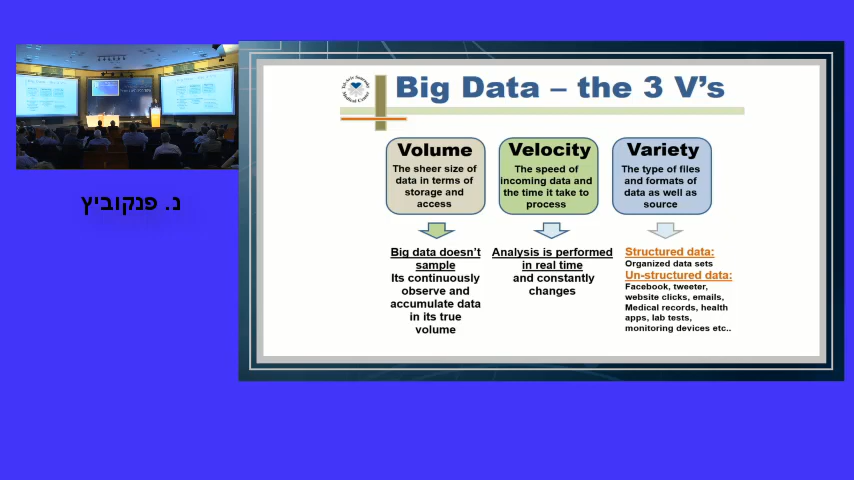 Big Data – the 3 V's
Volume
The sheer size of
data in terms of
storage and
access
Velocity
The speed of
incoming data and
the time it take to
process
Variety
The type of files
and formats of
data as well as
source
Big data doesn't
sample
Its continuously
observe and
accumulate data
in its true
volume
Analysis is performed
in real time
and constantly
changes
Structured data:
Organized data sets
Un-structured data:
Facebook, tweeter,
website clicks, emails,
Medical records, health
apps, lab tests,
monitoring devices etc..
נ. פנקוביץ